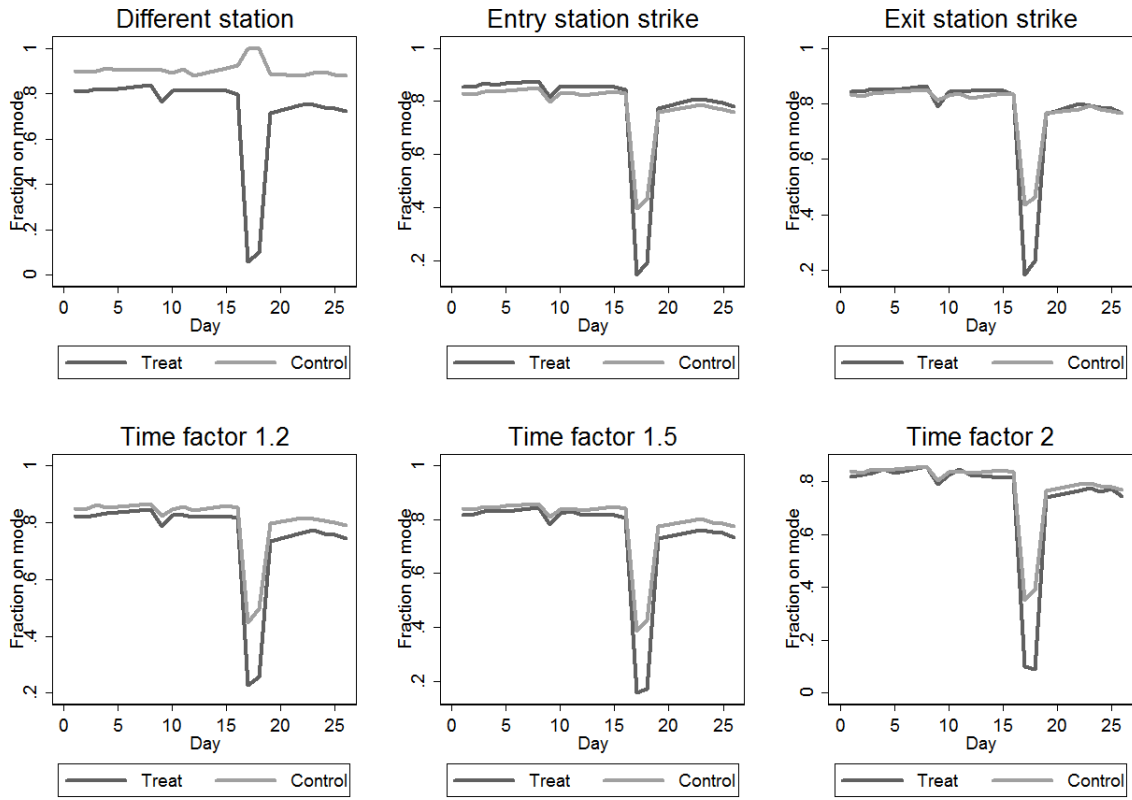 Different station
Fraction on mode
0 .2 .4 .6 .8 1
0 5 10 15 20 25
Day
Treat Control
Entry station strike
Fraction on mode
.2 .4 .6 .8 1
0 5 10 15 20 25
Day
Treat Control
Exit station strike
Fraction on mode
.2 .4 .6 .8 1
0 5 10 15 20 25
Day
Treat Control
Time factor 1.2
Fraction on mode
.2 .4 .6 .8 1
0 5 10 15 20 25
Day
Treat Control
Time factor 1.5
Fraction on mode
.2 .4 .6 .8 1
0 5 10 15 20 25
Day
Treat Control
Time factor 2
Fraction on mode
0 .2 .4 .6 .8
0 5 10 15 20 25
Day
Treat Control